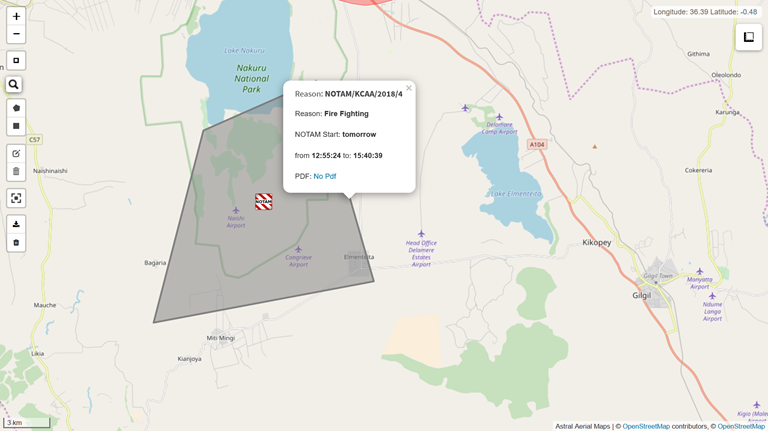 +
−
Longitude: 36.39 Latitude: -0.48
Lake Nakuru
Nakuru
National
Park
Githima
Oleolondo
Karunga
Reason: NOTAM/KCAA/2018/4
×
Reason: Fire Fighting
NOTAM Start: tomorrow
from 12:55:24 to: 15:40:39
PDF: No Pdf
Delamere
Camp Airport
A104
C57
Naishinaishi
Cokereria
Lake Elmenteita
NOTAM
Naishi
Airport
Congreve
Airport
Head Office
Delamere
Estates
Airport
Kikopey
Bagaria
Elmenteita
Gilgil Town
Gilgil
Manyatta
Airport
Ndume
Langa
Airport
Mauche
Miti Mingi
Likia
Kianjoya
3 km
Astral Aerial Maps | © OpenStreetMap contributors, © OpenStreetMap